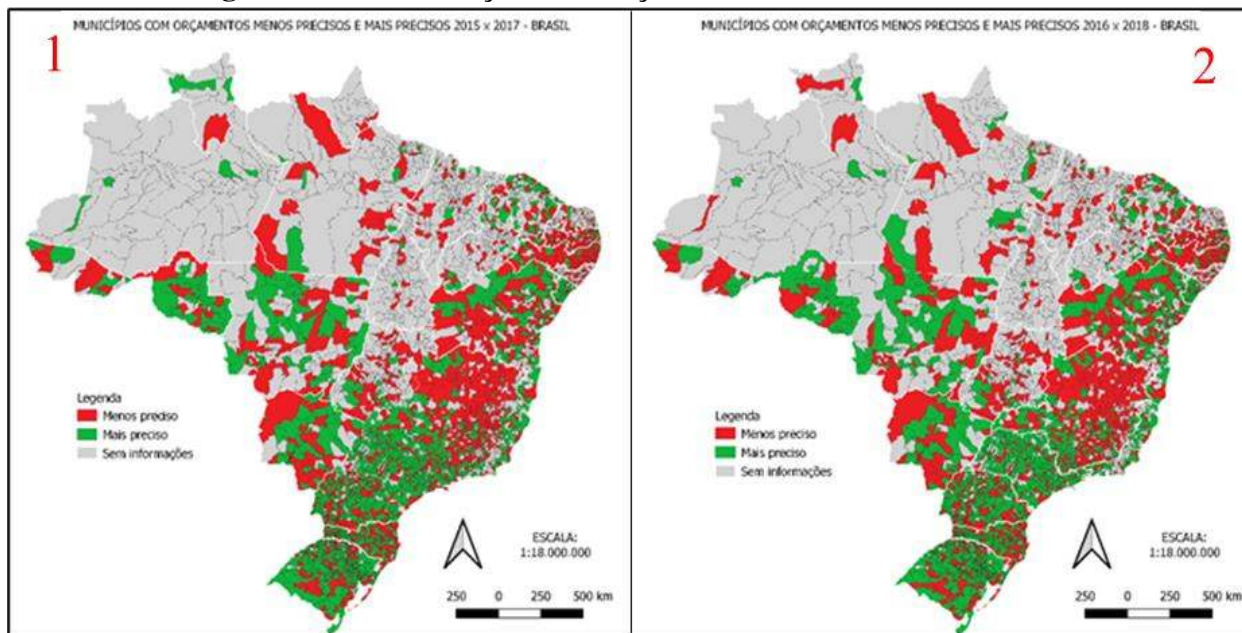 MUNICÍPIOS COM ORÇAMENTOS MENOS PRECISOS E MAIS PRECISOS 2015 x 2017 - BRASIL
1
Legenda
Menos preciso
Mais preciso
Sem informações
ESCALA:
1:18.000.000
250 0 250 500 km
MUNICÍPIOS COM ORÇAMENTOS MENOS PRECISOS E MAIS PRECISOS 2016 x 2018 - BRASIL
2
Legenda
Menos preciso
Mais preciso
Sem informações
ESCALA:
1:18.000.000
250 0 250 500 km